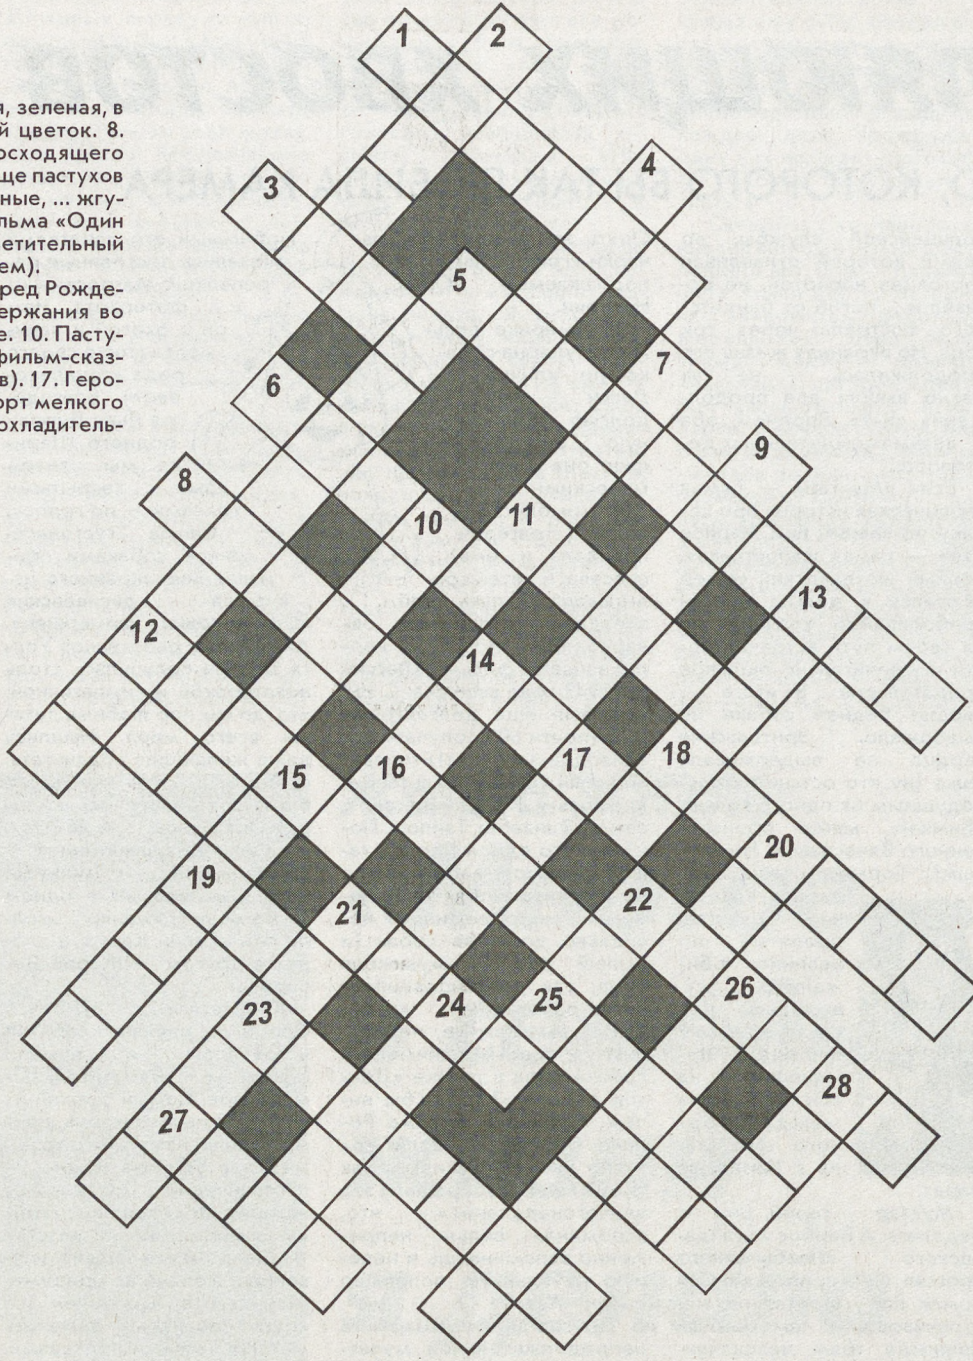 я, зеленая, в
й цветок. 8.
осходящего
ще пастухов
ные, ... жгу-
льма «Один
ветительный
ем).
ред Рожде-
ержания во
е. 10. Пасту-
фильм-сказ-
в). 17. Геро-
орт мелкого
охладитель-
1 2
4
3
5
7
6
9
8
10 11
13
12
14
15 16 17 18
20
19
21 22
23 24 25 26
28
27